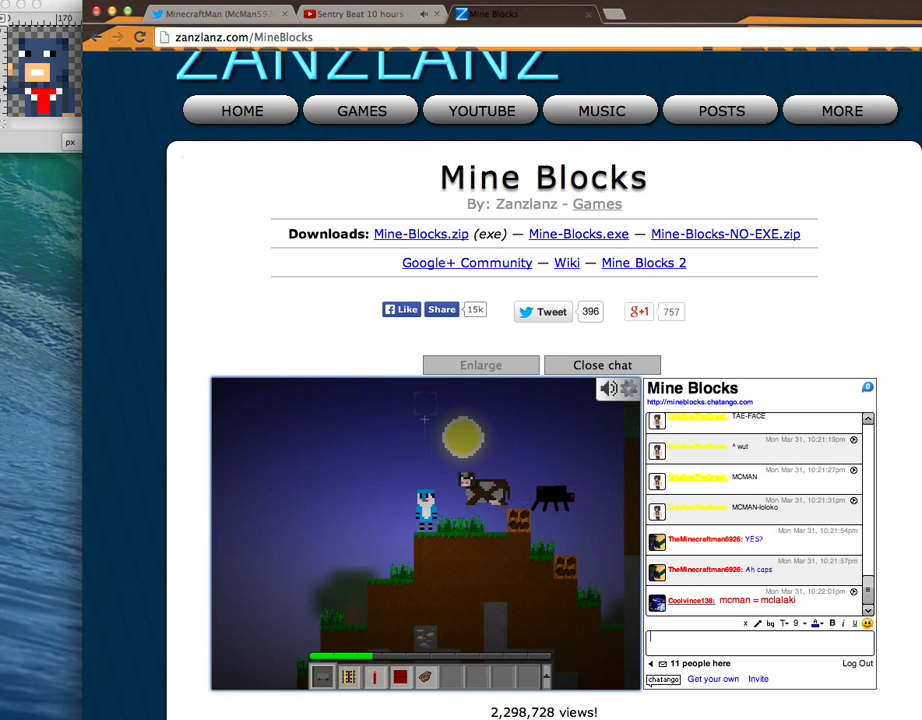 170
px
MinecraftMan (McMan592
Sentry Beat 10 hours
Mine Blocks
zanzlanz.com/MineBlocks
ZANZLANZ
HOME GAMES YOUTUBE MUSIC POSTS MORE
Mine Blocks
By: Zanzlanz - Games
Downloads: Mine-Blocks.zip (exe) — Mine-Blocks.exe — Mine-Blocks-NO-EXE.zip
Google+ Community — Wiki — Mine Blocks 2
Like Share 15k Tweet 396 g+1 757
Enlarge Close chat
Mine Blocks
http://mineblocks.chatango.com
TAE-FACE
Mon Mar 31, 10:21:19pm
^ wut
Mon Mar 31, 10:21:27pm
MCMAN
Mon Mar 31, 10:21:31pm
MCMAN-loloko
Mon Mar 31, 10:21:54pm
TheMinecraftman6926: YES?
Mon Mar 31, 10:21:57pm
TheMinecraftman6926: Ah caps
Mon Mar 31, 10:22:01pm
Coolvince138: mcman = mclalaki
x bg T 9 A B i U
11 people here Log Out
chatango Get your own Invite
2,298,728 views!